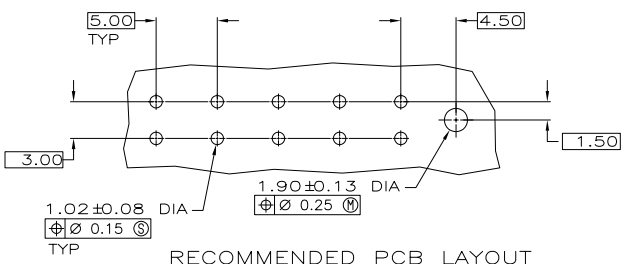 5.00
TYP
4.50
3.00
1.50
1.90±0.13 DIA
⌖ Ø 0.25 Ⓜ
1.02±0.08 DIA
⌖ Ø 0.15 Ⓢ
TYP
RECOMMENDED PCB LAYOUT